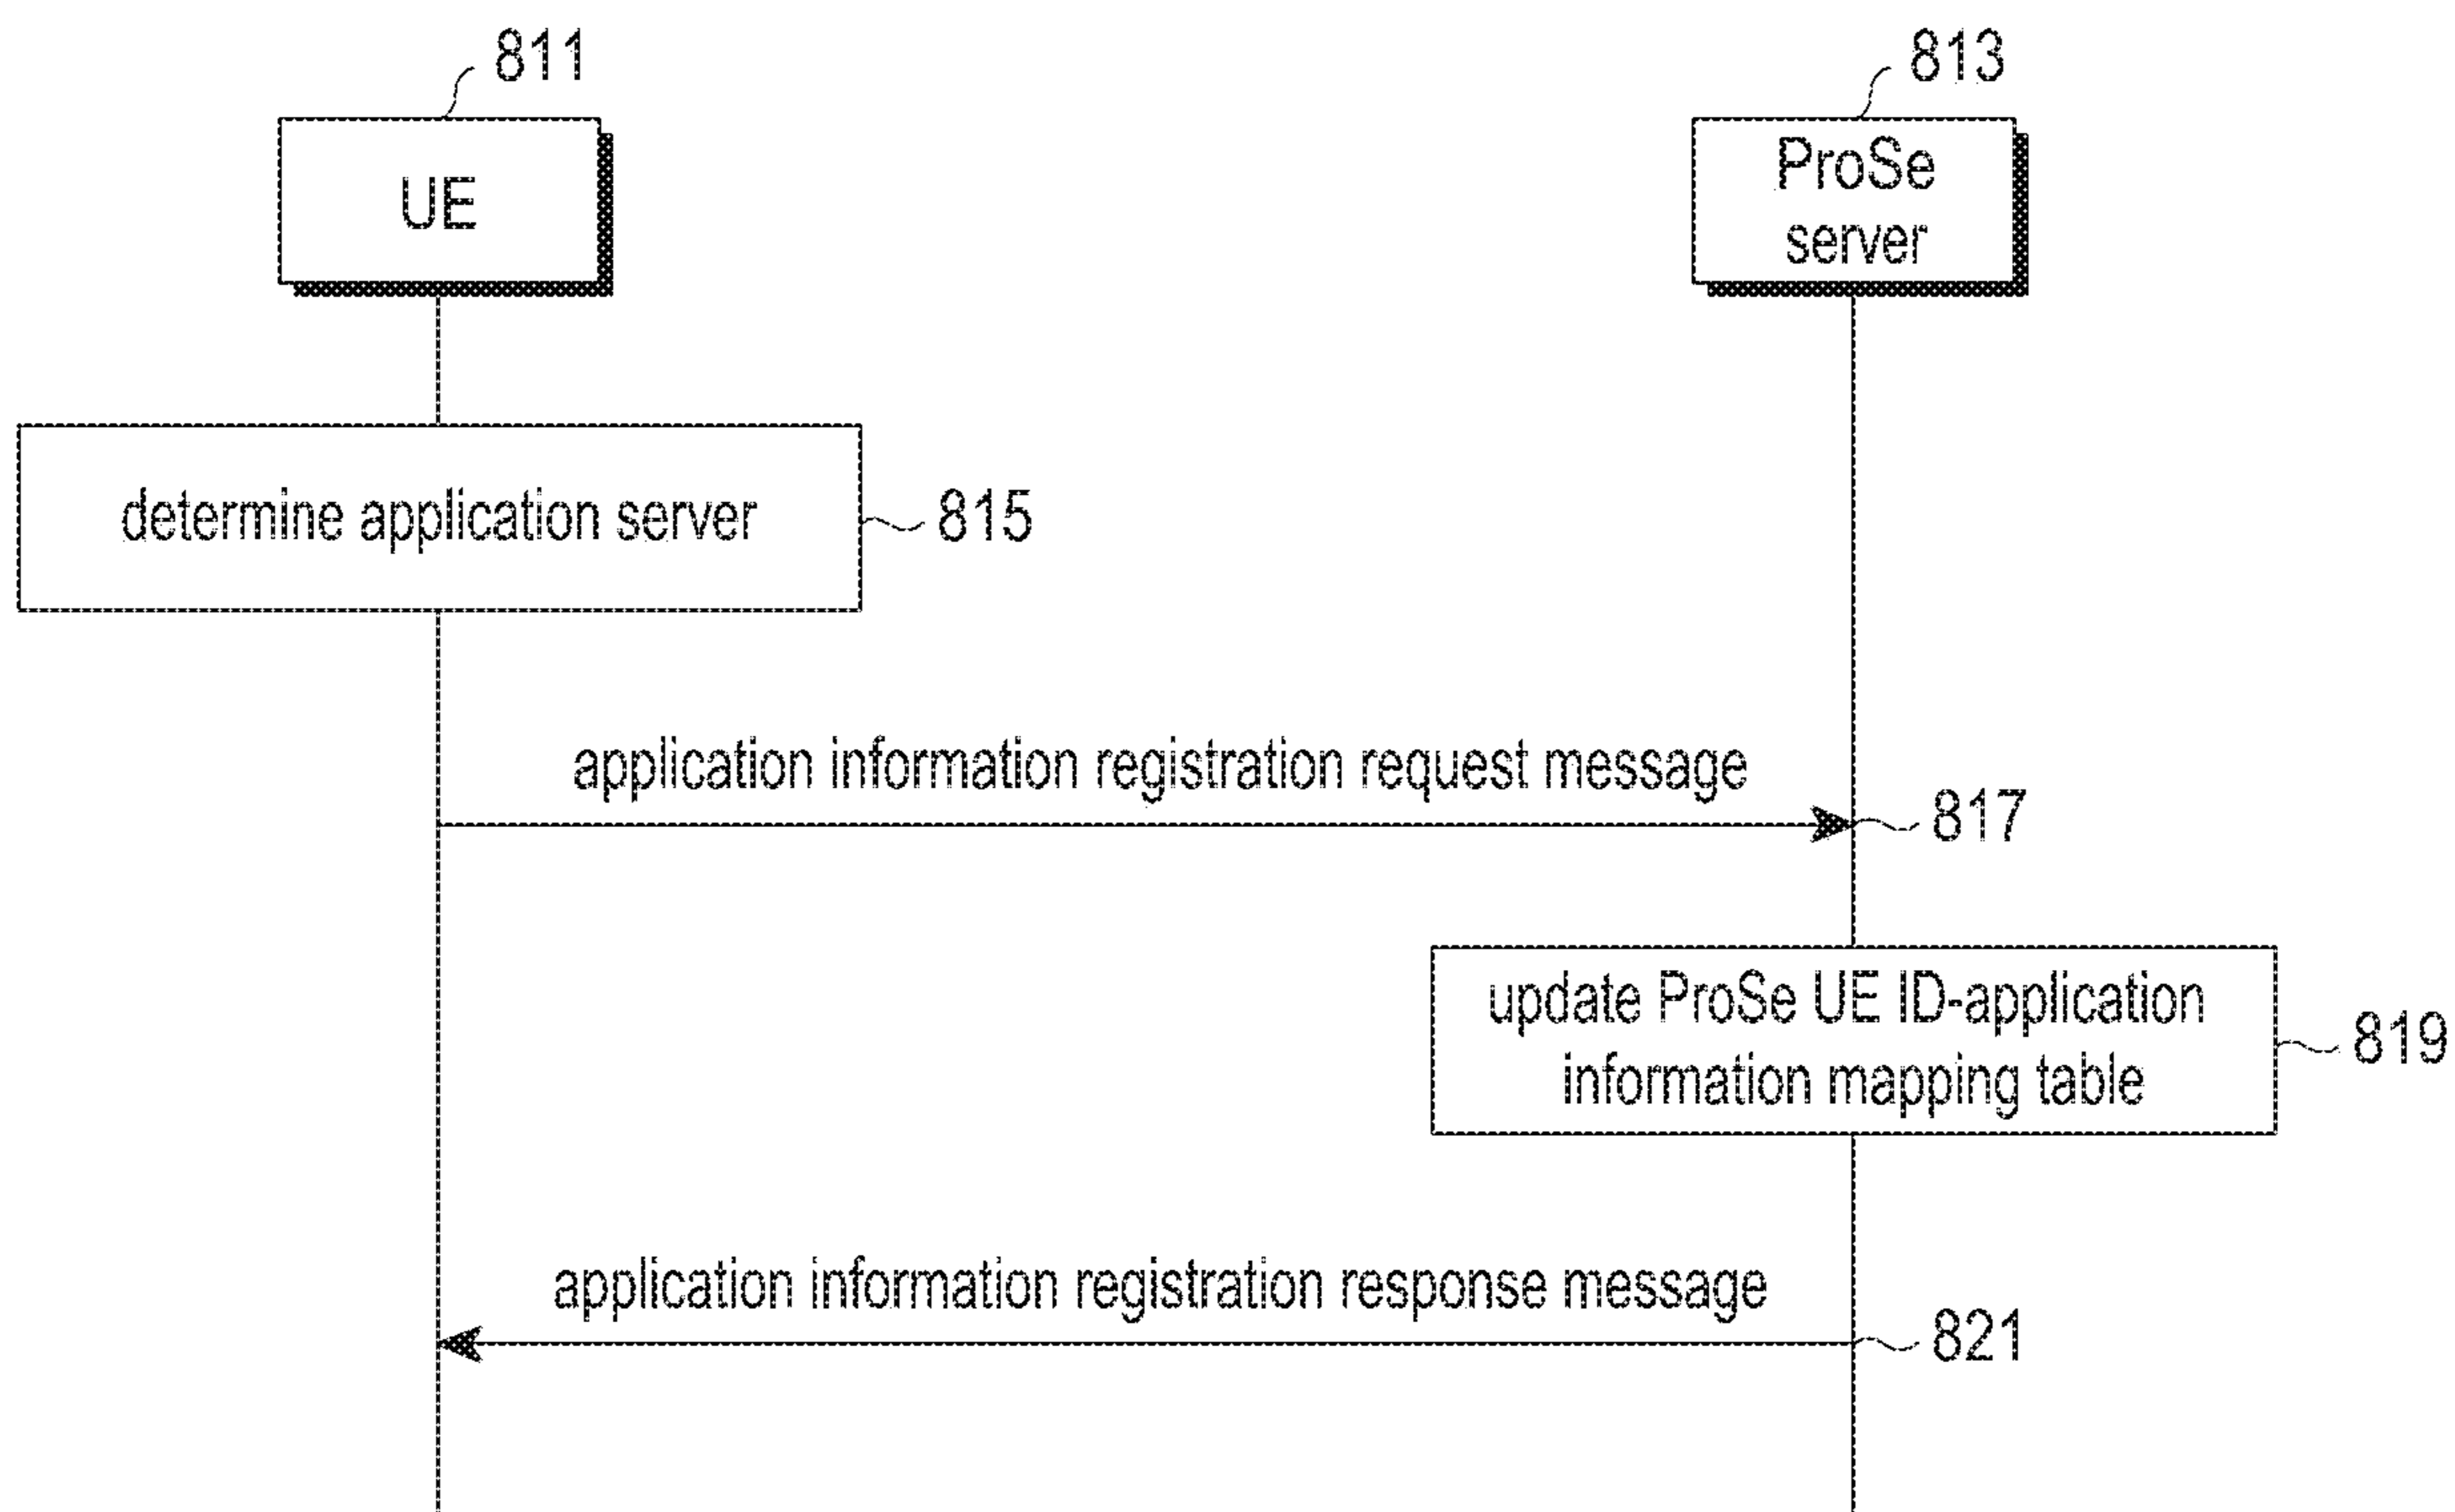 811
813
UE
ProSe
server
determine application server
815
application information registration request message
817
update ProSe UE ID-application
information mapping table
819
application information registration response message
821